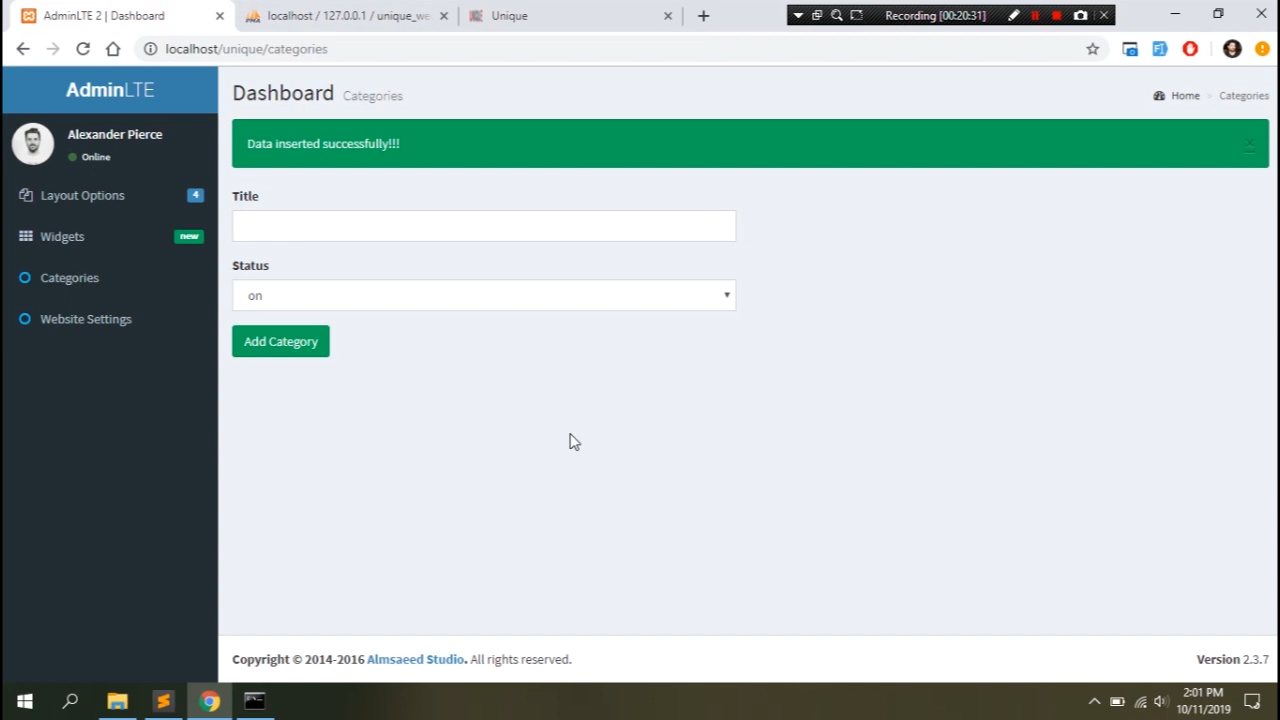 AdminLTE 2 | Dashboard
localhost / 127.0.0.1 / unique_we
Unique
Recording [00:20:31]
localhost/unique/categories
AdminLTE
Dashboard Categories
Home > Categories
Alexander Pierce
Online
Data inserted successfully!!!
x
Layout Options 4
Title
Widgets new
Status
Categories
on
Website Settings
Add Category
Copyright © 2014-2016 Almsaeed Studio. All rights reserved.
Version 2.3.7
2:01 PM
10/11/2019